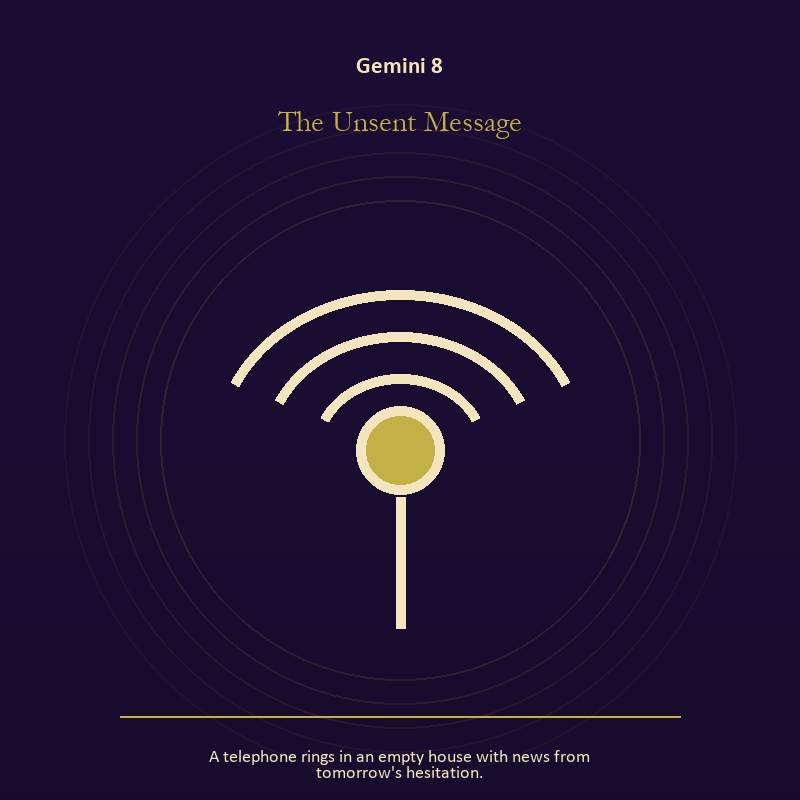 Gemini 8
The Unsent Message
A telephone rings in an empty house with news from
tomorrow's hesitation.